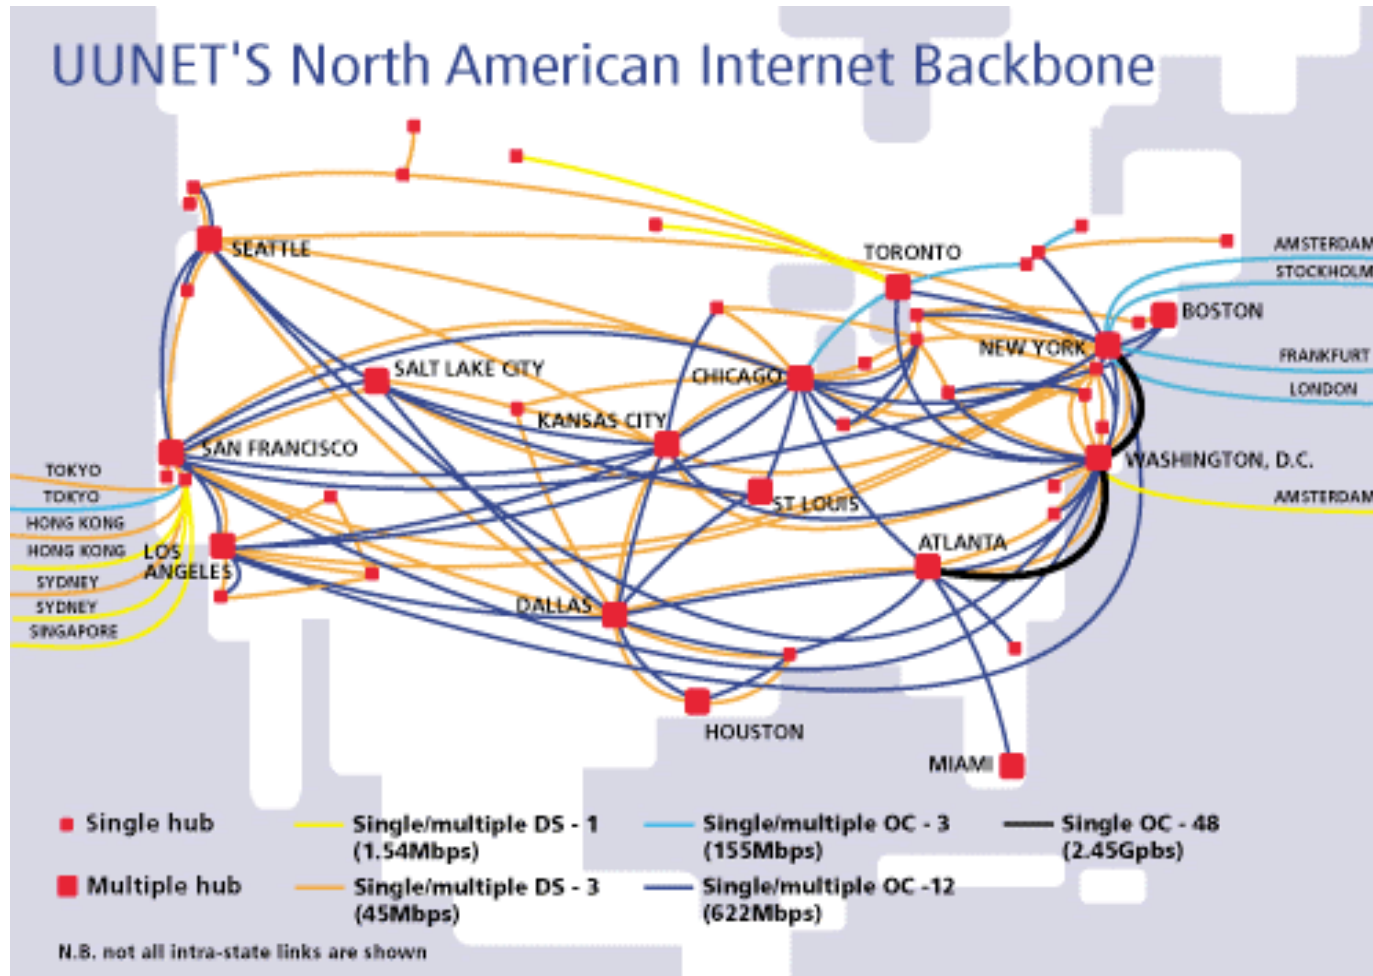 UUNET'S North American Internet Backbone
SEATTLE
TORONTO
AMSTERDAM
STOCKHOLM
BOSTON
NEW YORK
FRANKFURT
LONDON
SALT LAKE CITY
CHICAGO
KANSAS CITY
SAN FRANCISCO
WASHINGTON, D.C.
TOKYO
TOKYO
AMSTERDAM
ST LOUIS
HONG KONG
HONG KONG
LOS
ANGELES
ATLANTA
SYDNEY
SYDNEY
SINGAPORE
DALLAS
HOUSTON
MIAMI
Single hub
Single/multiple DS - 1
(1.54Mbps)
Single/multiple OC - 3
(155Mbps)
Single OC - 48
(2.45Gpbs)
Multiple hub
Single/multiple DS - 3
(45Mbps)
Single/multiple OC -12
(622Mbps)
N.B. not all intra-state links are shown